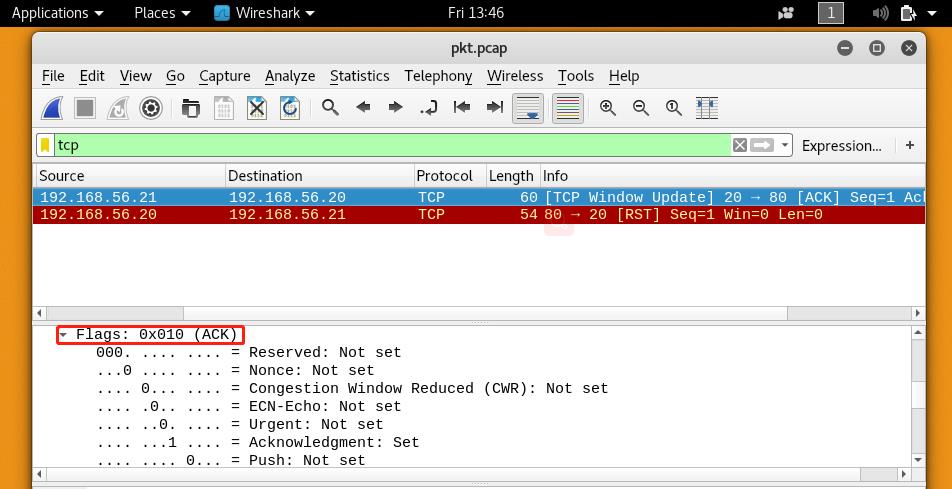 Applications Places Wireshark Fri 13:46 1
pkt.pcap
File Edit View Go Capture Analyze Statistics Telephony Wireless Tools Help
tcp Expression... +
Source Destination Protocol Length Info
192.168.56.21 192.168.56.20 TCP 60 [TCP Window Update] 20 → 80 [ACK] Seq=1 Ack
192.168.56.20 192.168.56.21 TCP 54 80 → 20 [RST] Seq=1 Win=0 Len=0
Flags: 0x010 (ACK)
000. .... .... = Reserved: Not set
...0 .... .... = Nonce: Not set
.... 0... .... = Congestion Window Reduced (CWR): Not set
.... .0.. .... = ECN-Echo: Not set
.... ..0. .... = Urgent: Not set
.... ...1 .... = Acknowledgment: Set
.... .... 0... = Push: Not set